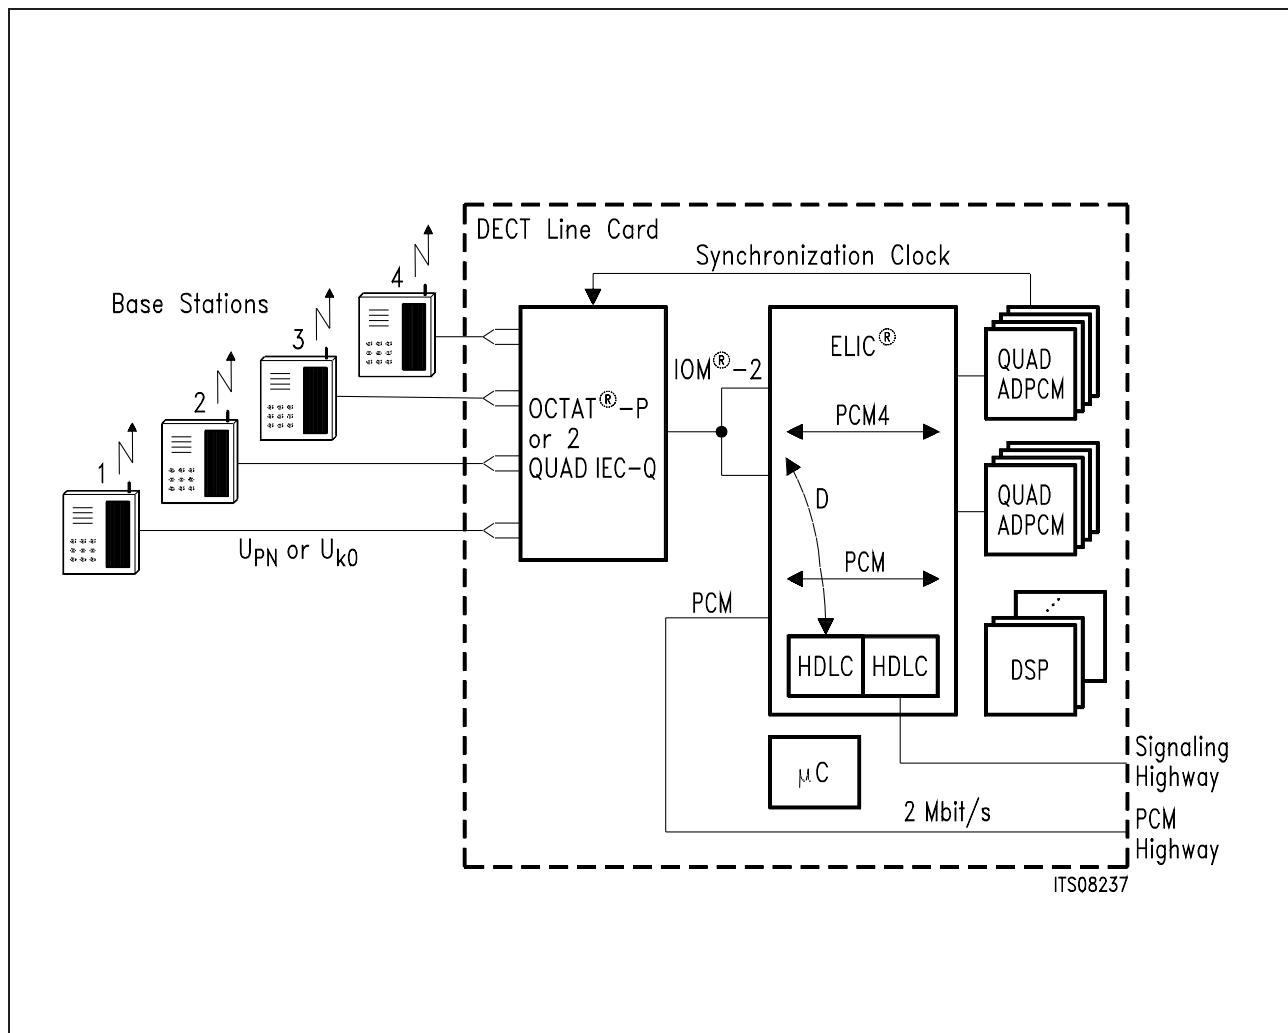 DECT Line Card
Synchronization Clock
Base Stations
4
3
2
1
IOM®-2
ELIC®
QUAD
ADPCM
OCTAT®-P
or 2
QUAD IEC-Q
PCM4
D
QUAD
ADPCM
UPN or Uk0
PCM
PCM
HDLC
HDLC
DSP
μC
Signaling
Highway
2 Mbit/s
PCM
Highway
ITS08237